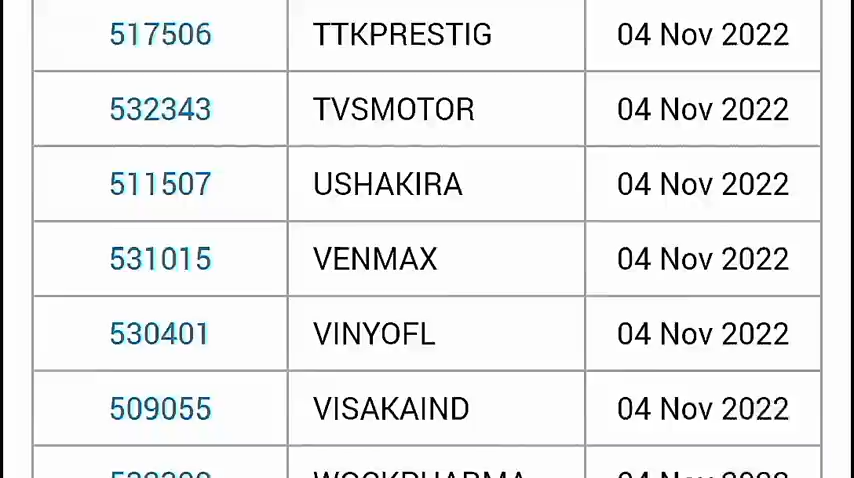 517506 TTKPRESTIG 04 Nov 2022
532343 TVSMOTOR 04 Nov 2022
511507 USHAKIRA 04 Nov 2022
531015 VENMAX 04 Nov 2022
530401 VINYOFL 04 Nov 2022
509055 VISAKAIND 04 Nov 2022